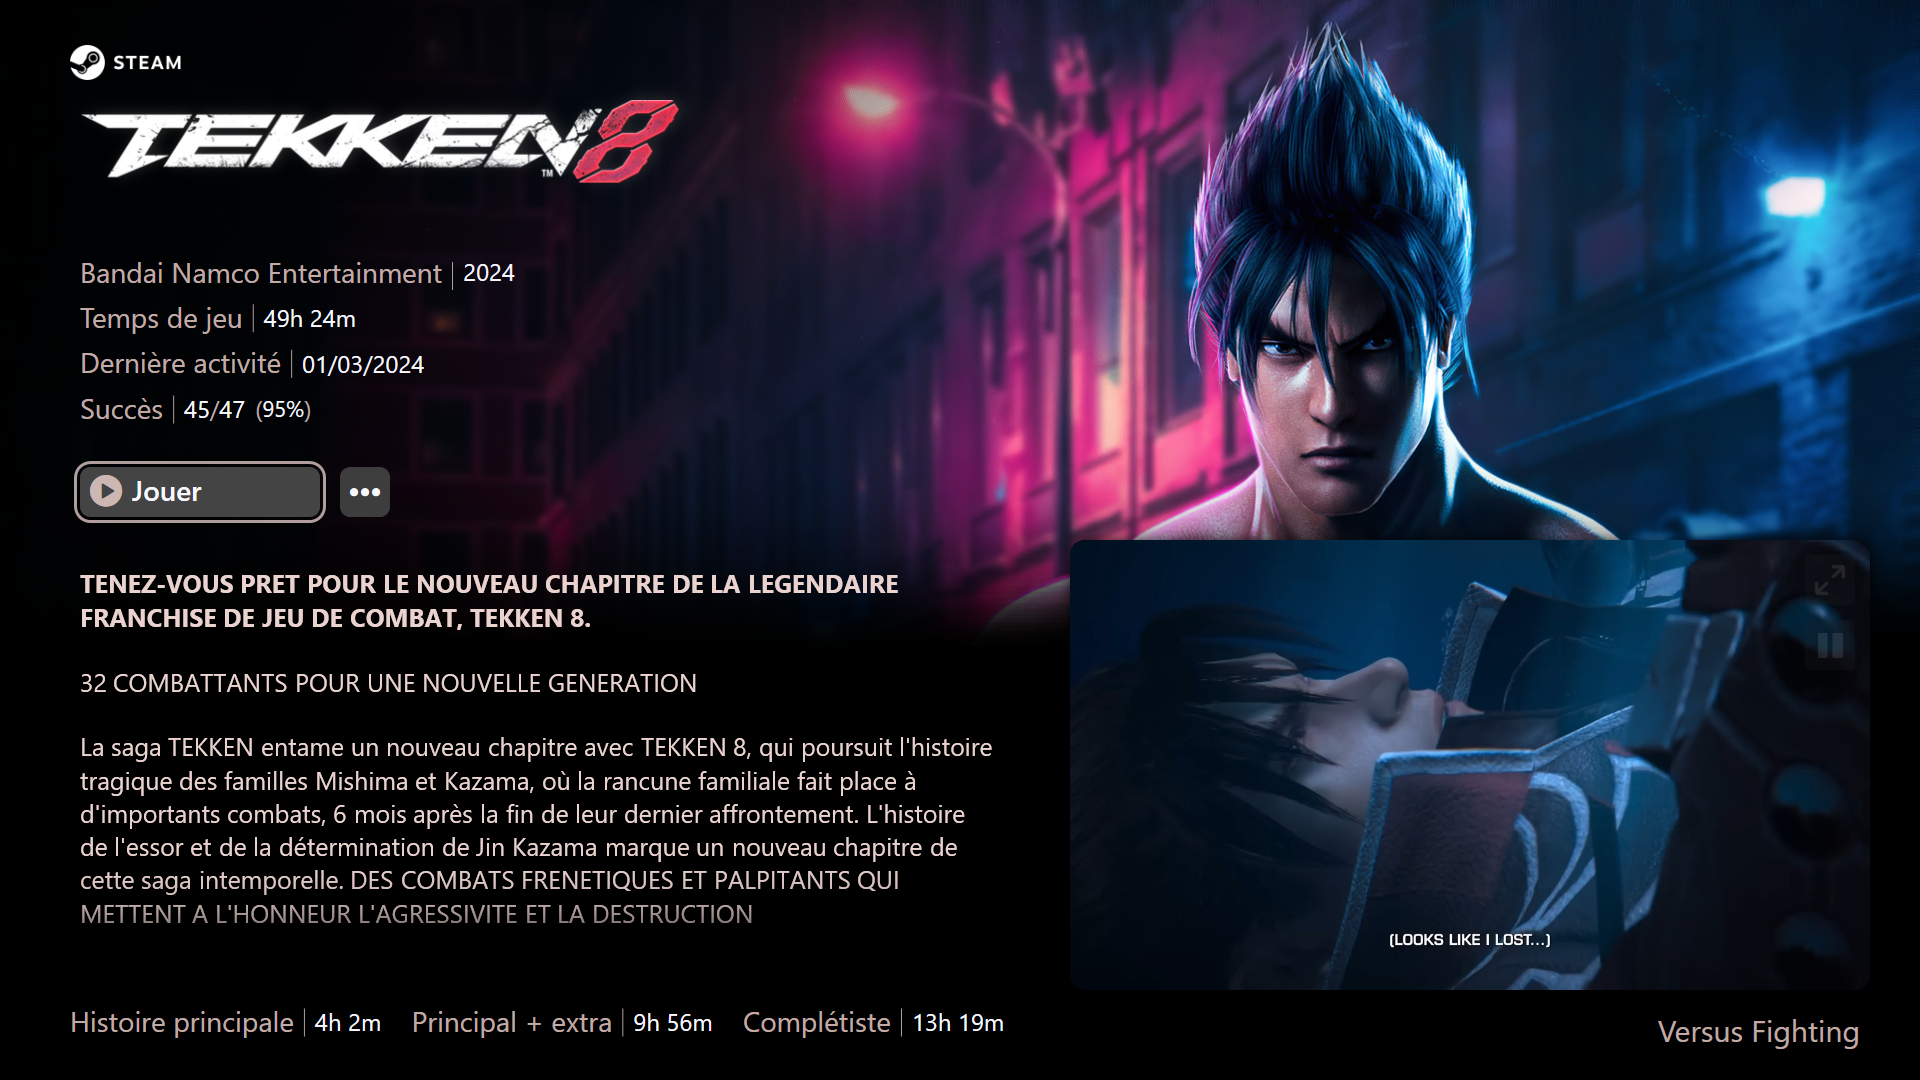 STEAM
TEKKEN 8
TM
Bandai Namco Entertainment | 2024
Temps de jeu | 49h 24m
Dernière activité | 01/03/2024
Succès | 45/47 (95%)
Jouer
TENEZ-VOUS PRET POUR LE NOUVEAU CHAPITRE DE LA LEGENDAIRE
FRANCHISE DE JEU DE COMBAT, TEKKEN 8.
32 COMBATTANTS POUR UNE NOUVELLE GENERATION
La saga TEKKEN entame un nouveau chapitre avec TEKKEN 8, qui poursuit l'histoire
tragique des familles Mishima et Kazama, où la rancune familiale fait place à
d'importants combats, 6 mois après la fin de leur dernier affrontement. L'histoire
de l'essor et de la détermination de Jin Kazama marque un nouveau chapitre de
cette saga intemporelle. DES COMBATS FRENETIQUES ET PALPITANTS QUI
METTENT A L'HONNEUR L'AGRESSIVITE ET LA DESTRUCTION
(LOOKS LIKE I LOST...)
Histoire principale | 4h 2m Principal + extra | 9h 56m Complétiste | 13h 19m
Versus Fighting